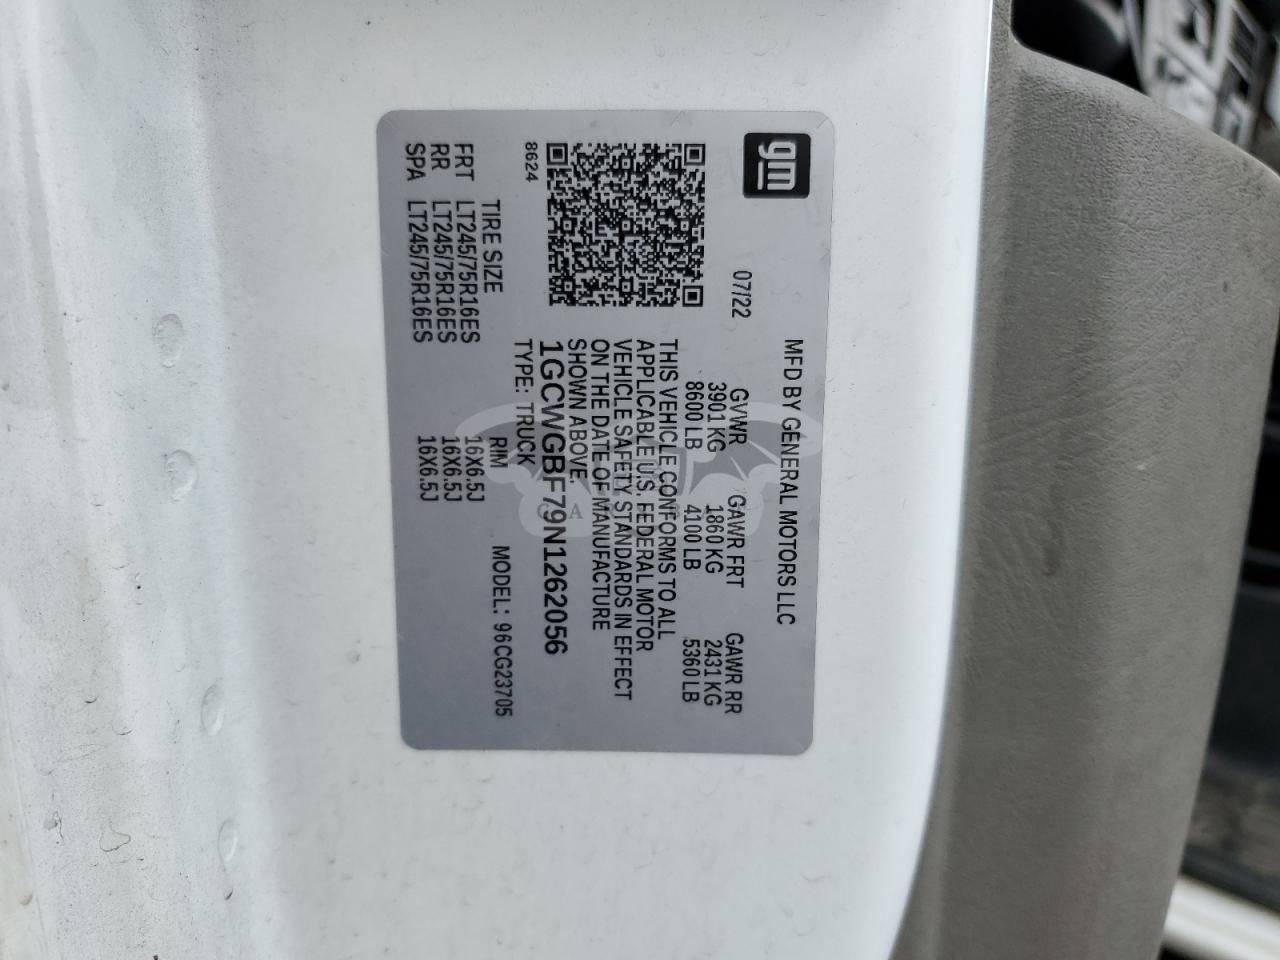 gm
MFD BY GENERAL MOTORS LLC
07/22
GVWR GAWR FRT GAWR RR
3901 KG 1860 KG 2431 KG
8600 LB 4100 LB 5360 LB
THIS VEHICLE CONFORMS TO ALL
APPLICABLE U.S. FEDERAL MOTOR
VEHICLE SAFETY STANDARDS IN EFFECT
ON THE DATE OF MANUFACTURE
SHOWN ABOVE.
1GCWGBF79N1262056
8624
TYPE: TRUCK
MODEL: 96CG23705
TIRE SIZE RIM
FRT LT245/75R16ES 16X6.5J
RR LT245/75R16ES 16X6.5J
SPA LT245/75R16ES 16X6.5J